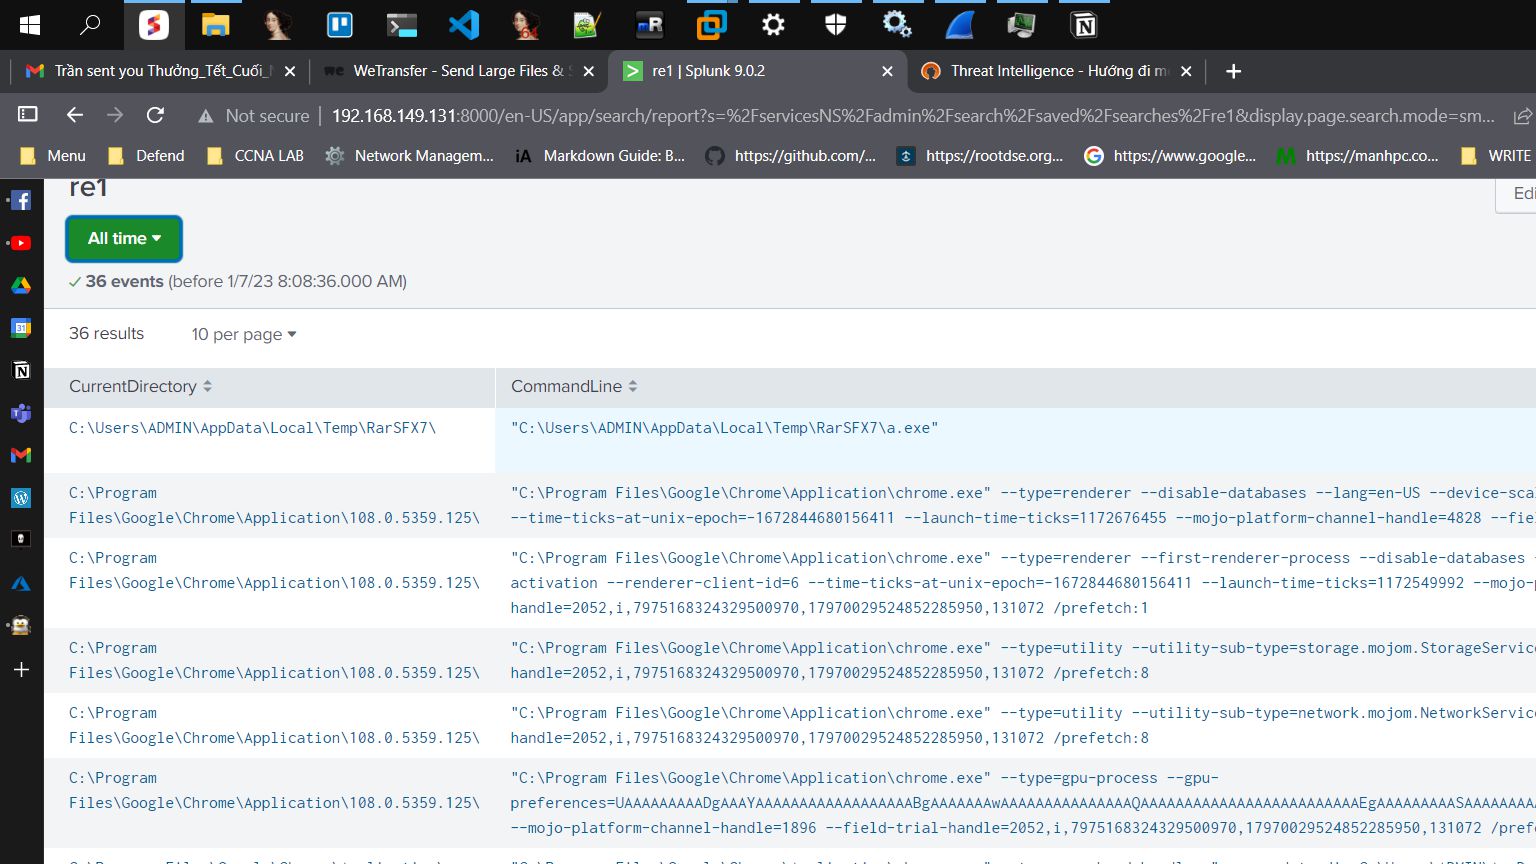 Trần sent you Thưởng_Tết_Cuối_
WeTransfer - Send Large Files &
re1 | Splunk 9.0.2
Threat Intelligence - Hướng đi m
Not secure | 192.168.149.131:8000/en-US/app/search/report?s=%2FservicesNS%2Fadmin%2Fsearch%2Fsaved%2Fsearches%2Fre1&display.page.search.mode=sm...
Menu
Defend
CCNA LAB
Network Managem...
iA
Markdown Guide: B...
https://github.com/...
https://rootdse.org...
https://www.google...
https://manhpc.co...
WRITE
re1
Edi
All time
36 events (before 1/7/23 8:08:36.000 AM)
36 results
10 per page
CurrentDirectory
CommandLine
C:\Users\ADMIN\AppData\Local\Temp\RarSFX7\
"C:\Users\ADMIN\AppData\Local\Temp\RarSFX7\a.exe"
C:\Program
Files\Google\Chrome\Application\108.0.5359.125\
"C:\Program Files\Google\Chrome\Application\chrome.exe" --type=renderer --disable-databases --lang=en-US --device-scal
--time-ticks-at-unix-epoch=-1672844680156411 --launch-time-ticks=1172676455 --mojo-platform-channel-handle=4828 --fiel
C:\Program
Files\Google\Chrome\Application\108.0.5359.125\
"C:\Program Files\Google\Chrome\Application\chrome.exe" --type=renderer --first-renderer-process --disable-databases -
activation --renderer-client-id=6 --time-ticks-at-unix-epoch=-1672844680156411 --launch-time-ticks=1172549992 --mojo-p
handle=2052,i,7975168324329500970,17970029524852285950,131072 /prefetch:1
C:\Program
Files\Google\Chrome\Application\108.0.5359.125\
"C:\Program Files\Google\Chrome\Application\chrome.exe" --type=utility --utility-sub-type=storage.mojom.StorageService
handle=2052,i,7975168324329500970,17970029524852285950,131072 /prefetch:8
C:\Program
Files\Google\Chrome\Application\108.0.5359.125\
"C:\Program Files\Google\Chrome\Application\chrome.exe" --type=utility --utility-sub-type=network.mojom.NetworkService
handle=2052,i,7975168324329500970,17970029524852285950,131072 /prefetch:8
C:\Program
Files\Google\Chrome\Application\108.0.5359.125\
"C:\Program Files\Google\Chrome\Application\chrome.exe" --type=gpu-process --gpu-
--mojo-platform-channel-handle=1896 --field-trial-handle=2052,i,7975168324329500970,17970029524852285950,131072 /pref